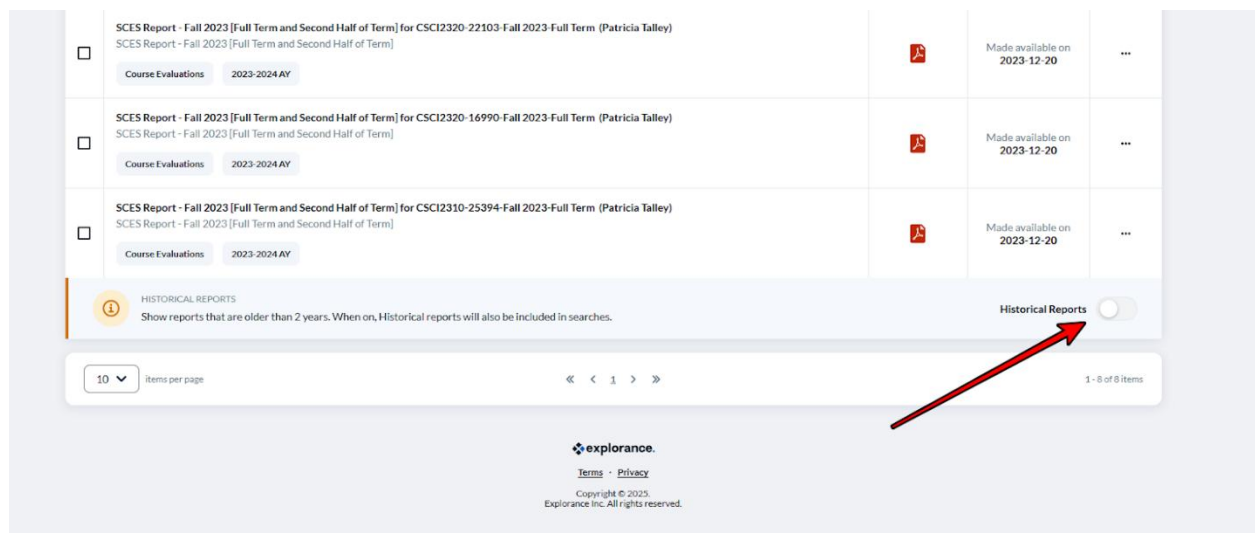 SCES Report - Fall 2023 [Full Term and Second Half of Term] for CSCI2320-22103-Fall 2023-Full Term (Patricia Talley)
SCES Report - Fall 2023 [Full Term and Second Half of Term]
Made available on
2023-12-20
Course Evaluations 2023-2024 AY
SCES Report - Fall 2023 [Full Term and Second Half of Term] for CSCI2320-16990-Fall 2023-Full Term (Patricia Talley)
SCES Report - Fall 2023 [Full Term and Second Half of Term]
Made available on
2023-12-20
Course Evaluations 2023-2024 AY
SCES Report - Fall 2023 [Full Term and Second Half of Term] for CSCI2310-25394-Fall 2023-Full Term (Patricia Talley)
SCES Report - Fall 2023 [Full Term and Second Half of Term]
Made available on
2023-12-20
Course Evaluations 2023-2024 AY
HISTORICAL REPORTS
Show reports that are older than 2 years. When on, Historical reports will also be included in searches.
Historical Reports
10 items per page
« < 1 > »
1 - 8 of 8 items
explorance.
Terms · Privacy
Copyright © 2025.
Explorance Inc. All rights reserved.